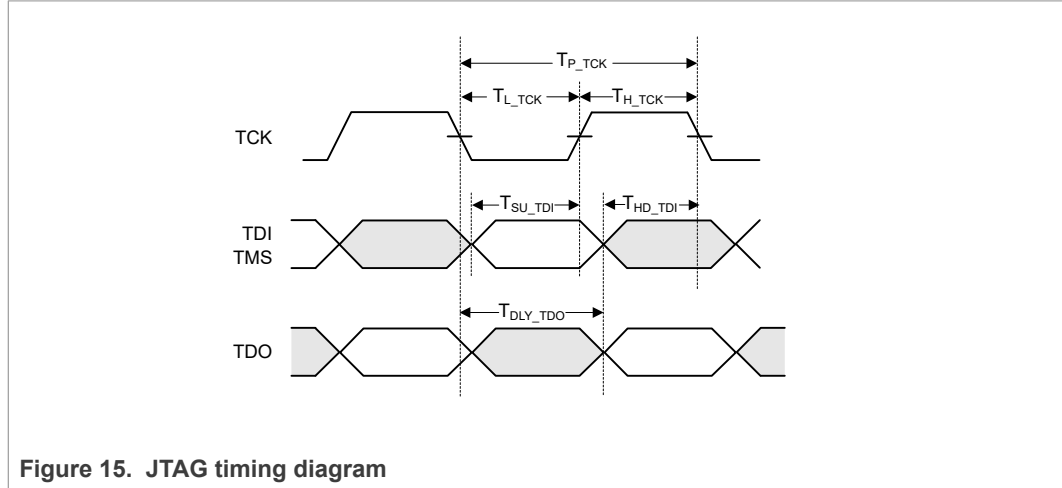 T_P_TCK
T_L_TCK T_H_TCK
TCK
T_SU_TDI T_HD_TDI
TDI
TMS
T_DLY_TDO
TDO
Figure 15. JTAG timing diagram